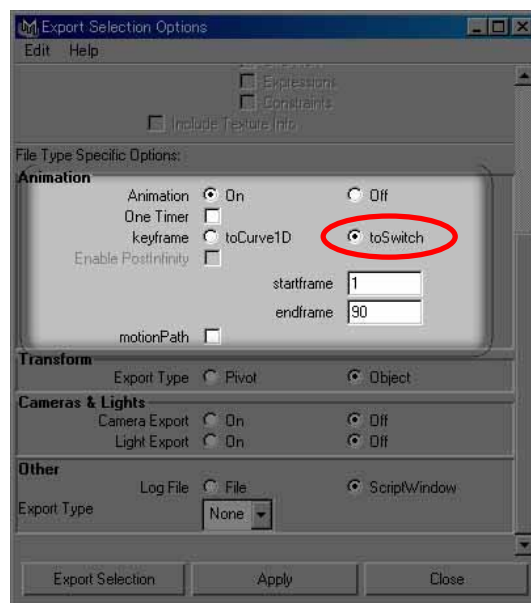 Export Selection Options
Edit Help
Expressions
Constraints
Include Texture Info
File Type Specific Options:
Animation
Animation On Off
One Timer
keyframe toCurve1D toSwitch
Enable PostInfinity
startframe 1
endframe 90
motionPath
Transform
Export Type Pivot Object
Cameras & Lights
Camera Export On Off
Light Export On Off
Other
Log File File ScriptWindow
Export Type None
Export Selection Apply Close